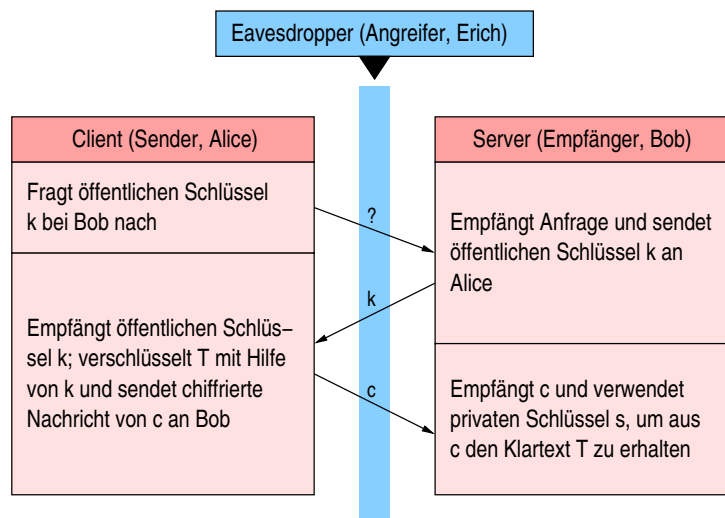 Eavesdropper (Angreifer, Erich)
Client (Sender, Alice)
Fragt öffentlichen Schlüssel
k bei Bob nach
Empfängt öffentlichen Schlüs–
sel k; verschlüsselt T mit Hilfe
von k und sendet chiffrierte
Nachricht von c an Bob
?
k
c
Server (Empfänger, Bob)
Empfängt Anfrage und sendet
öffentlichen Schlüssel k an
Alice
Empfängt c und verwendet
privaten Schlüssel s, um aus
c den Klartext T zu erhalten